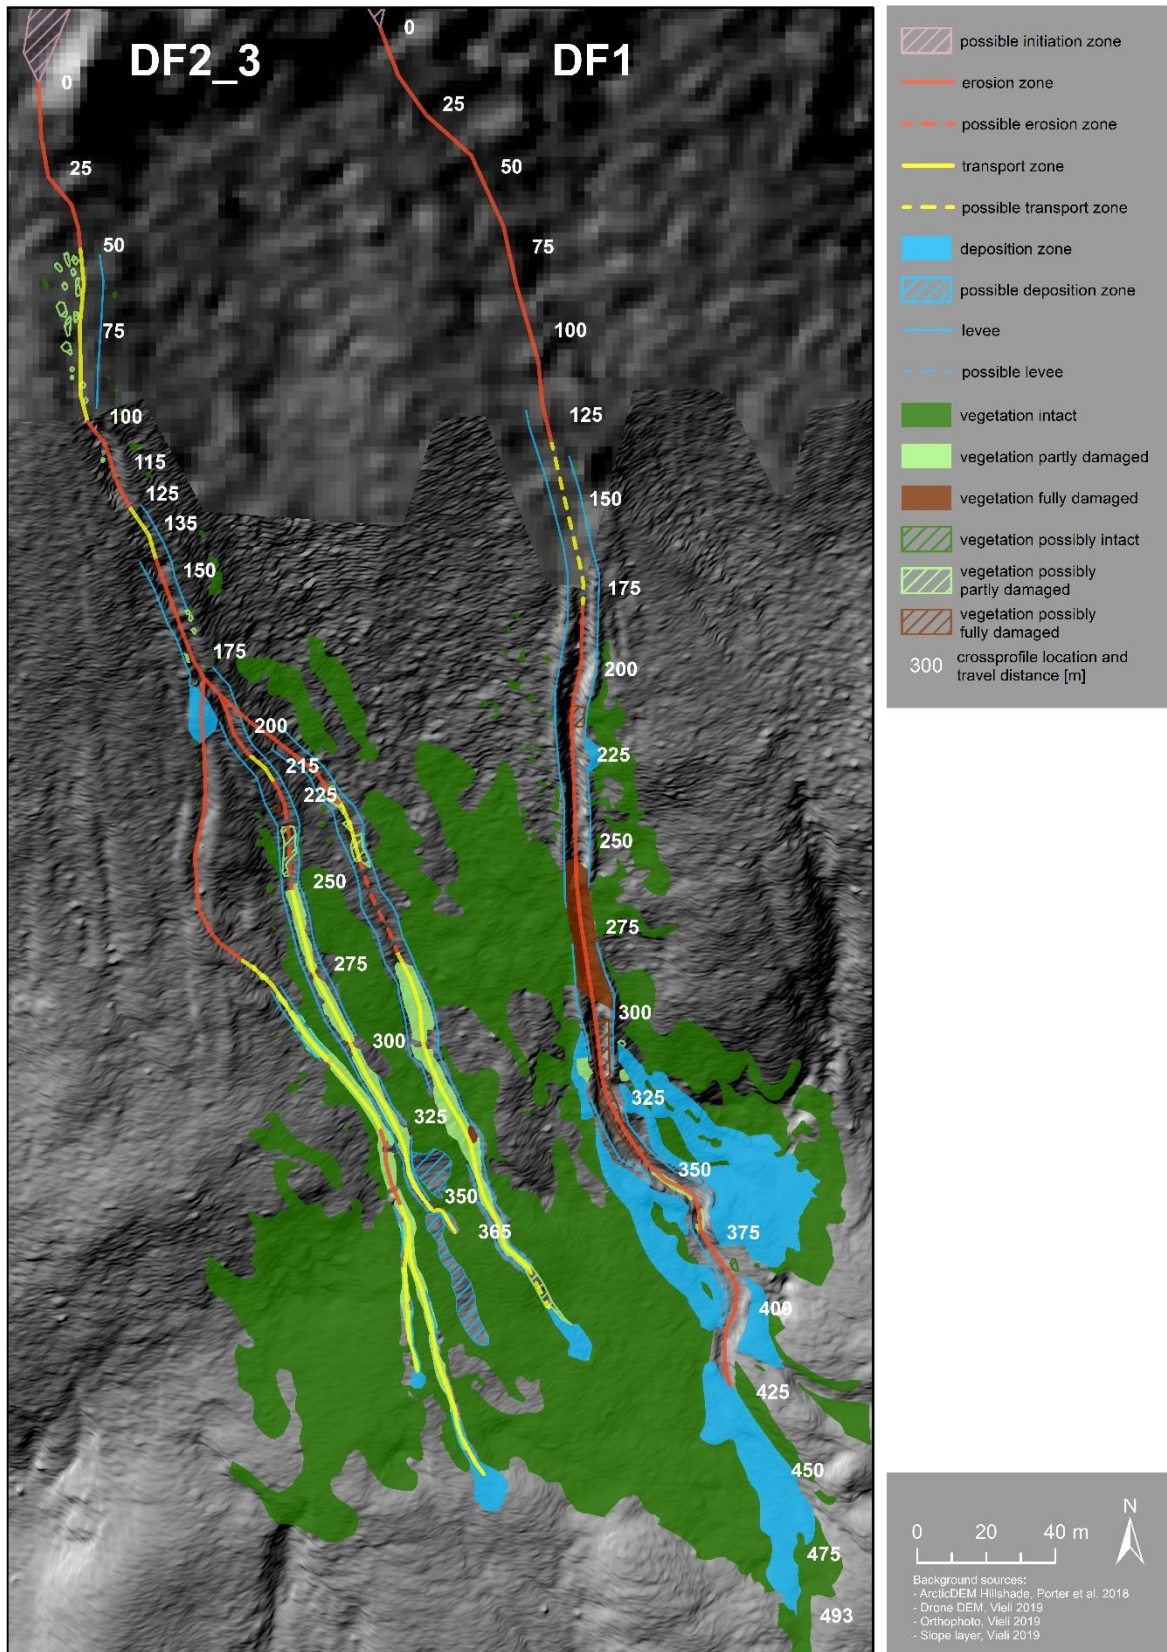 DF2_3
0
25
50
75
100
115
125
135
150
175
200
215
225
250
275
300
325
350
365
DF1
0
25
50
75
100
125
150
175
200
225
250
275
300
325
350
375
400
425
450
475
493
possible initiation zone
erosion zone
possible erosion zone
transport zone
possible transport zone
deposition zone
possible deposition zone
levee
possible levee
vegetation intact
vegetation partly damaged
vegetation fully damaged
vegetation possibly intact
vegetation possibly
partly damaged
vegetation possibly
fully damaged
300 crossprofile location and
travel distance [m]
N
0 20 40 m
Background sources:
- ArcticDEM Hillshade, Porter et al. 2018
- Drone DEM, Vieli 2019
- Orthophoto, Vieli 2019
- Slope layer, Vieli 2019